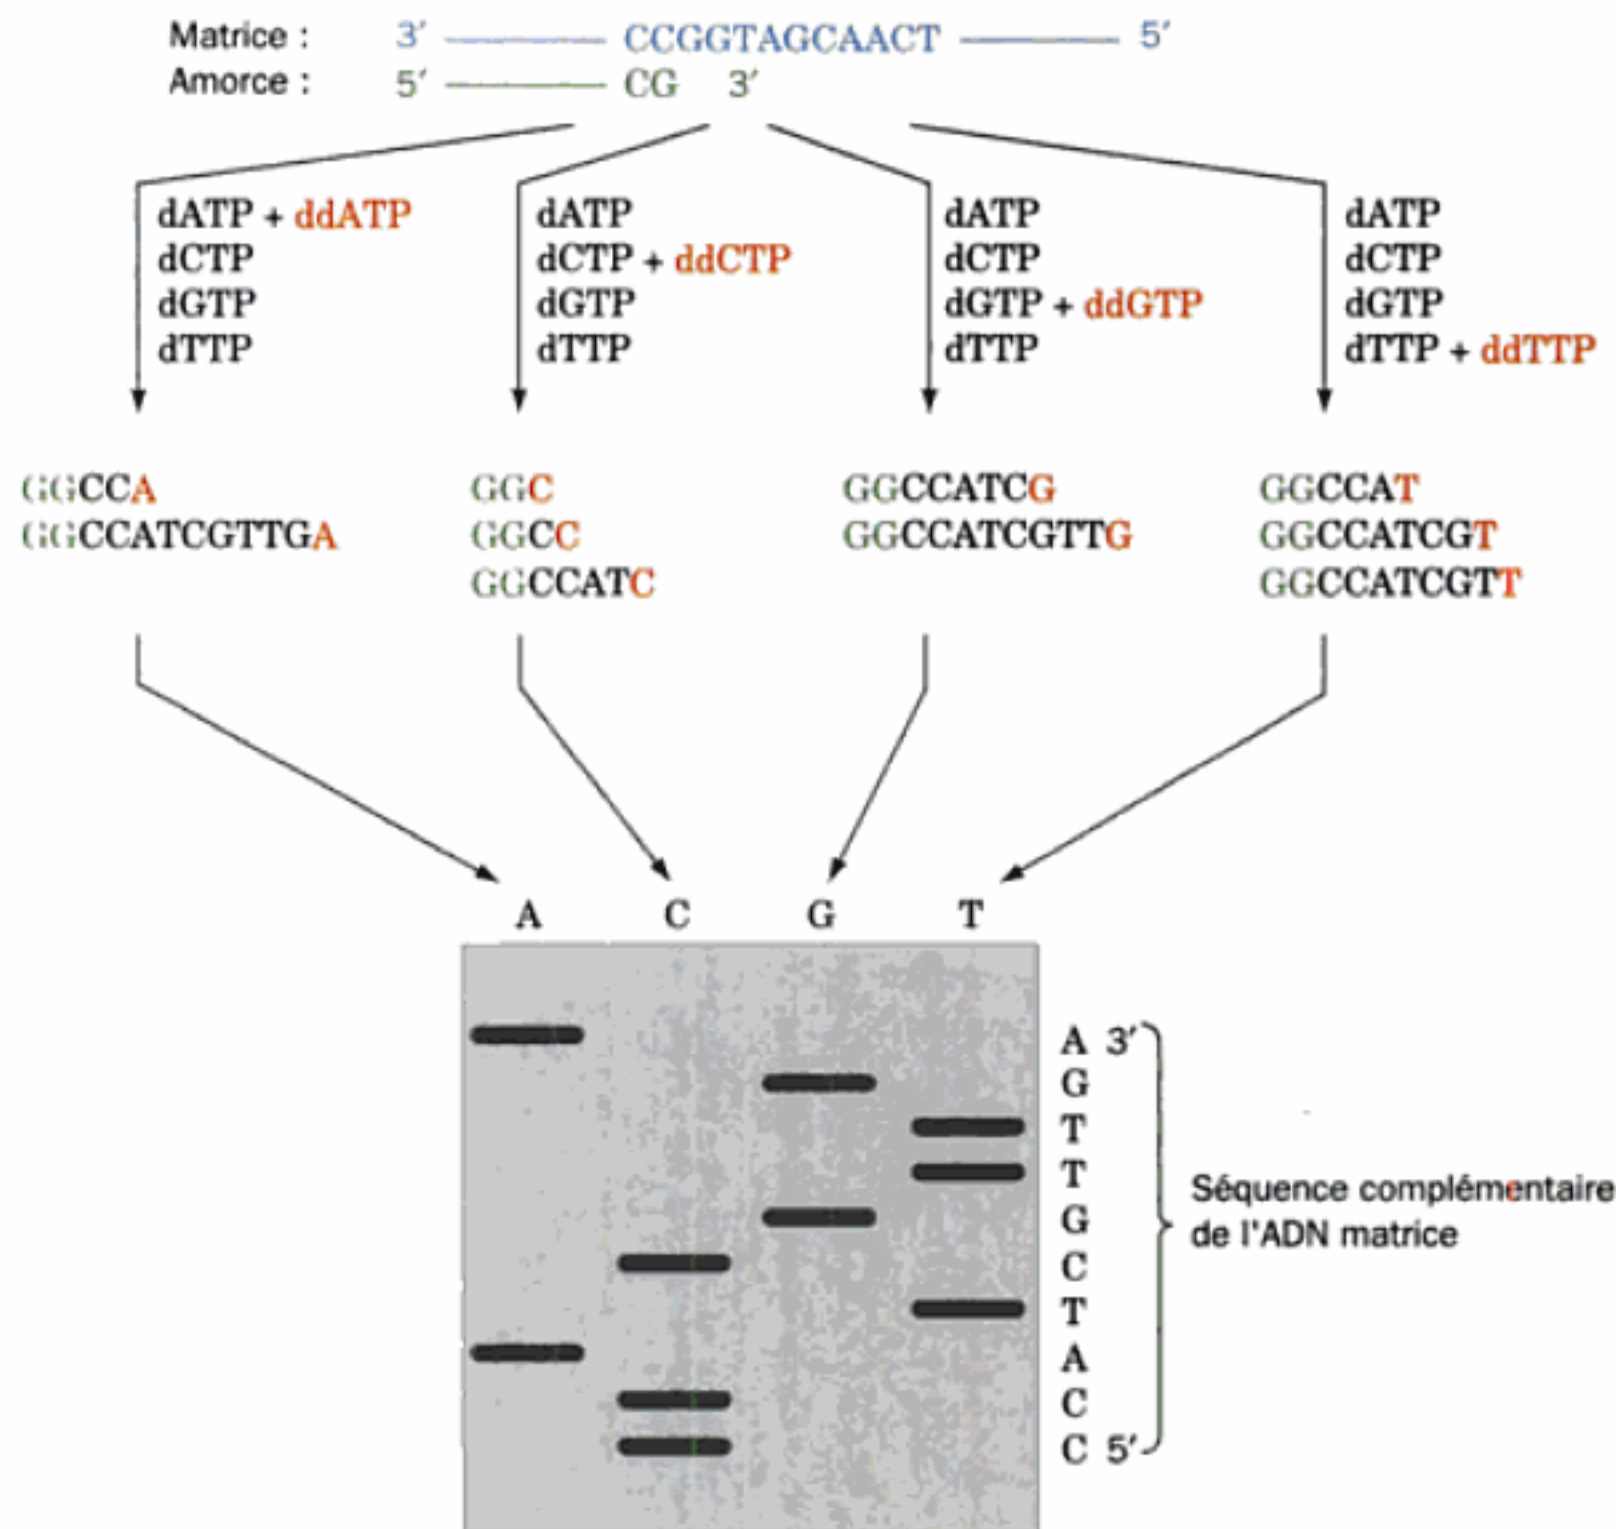 Matrice : 3′ CCGGTAGCAACT 5′
Amorce : 5′ CG 3′
dATP + ddATP
dCTP
dGTP
dTTP
dATP
dCTP + ddCTP
dGTP
dTTP
dATP
dCTP
dGTP + ddGTP
dTTP
dATP
dCTP
dGTP
dTTP + ddTTP
GGCCA
GGCCATCGTTGA
GGC
GGCC
GGCCATC
GGCCATCG
GGCCATCGTTG
GGCCAT
GGCCATCGT
GGCCATCGTT
A C G T
A 3′
G
T
T
G
C
T
A
C
C 5′
Séquence complémentaire
de l'ADN matrice